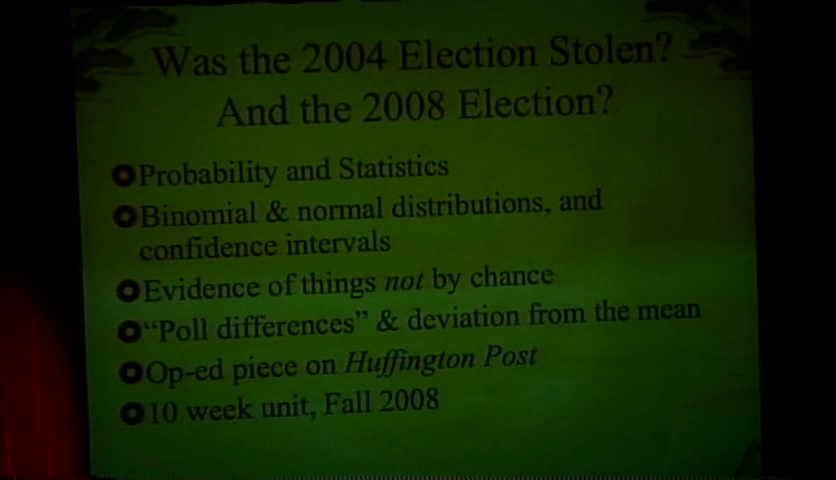 Was the 2004 Election Stolen?
And the 2008 Election?
Probability and Statistics
Binomial & normal distributions, and
confidence intervals
Evidence of things not by chance
“Poll differences” & deviation from the mean
Op-ed piece on Huffington Post
10 week unit, Fall 2008